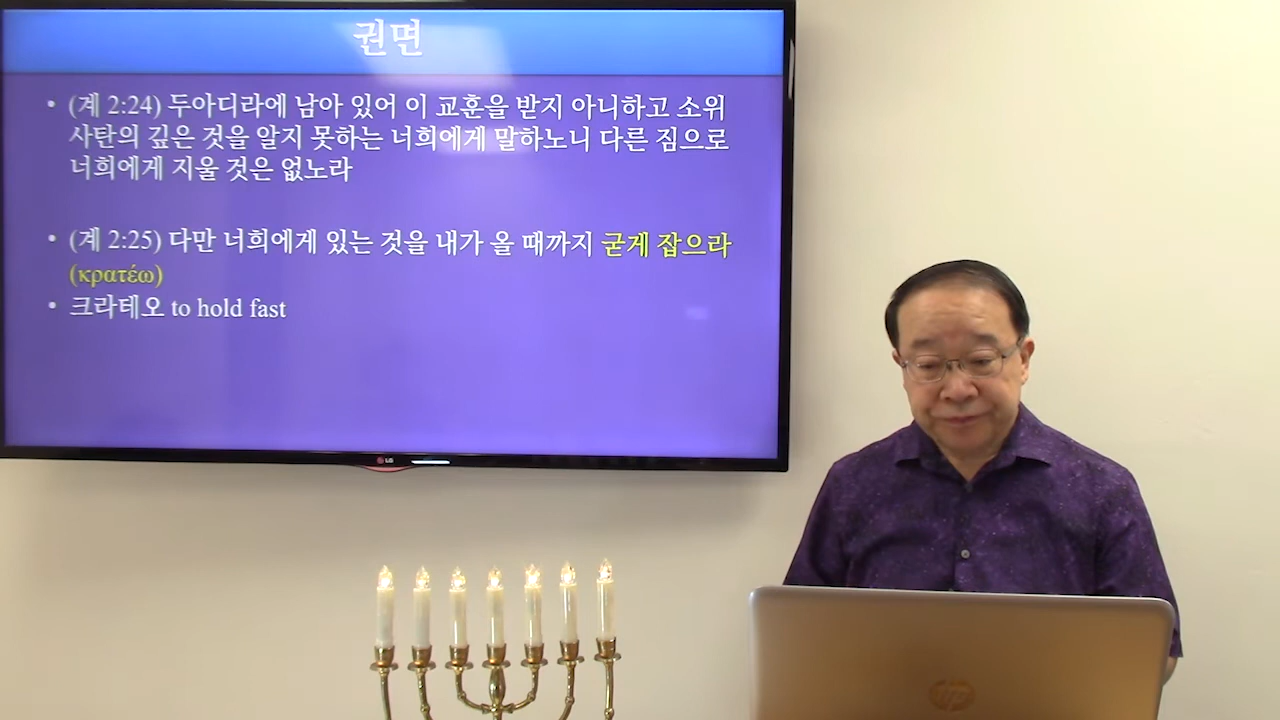 권면
• (계 2:24) 두아디라에 남아 있어 이 교훈을 받지 아니하고 소위
사탄의 깊은 것을 알지 못하는 너희에게 말하노니 다른 짐으로
너희에게 지울 것은 없노라
• (계 2:25) 다만 너희에게 있는 것을 내가 올 때까지 굳게 잡으라
(κρατέω)
• 크라테오 to hold fast
LG
hp